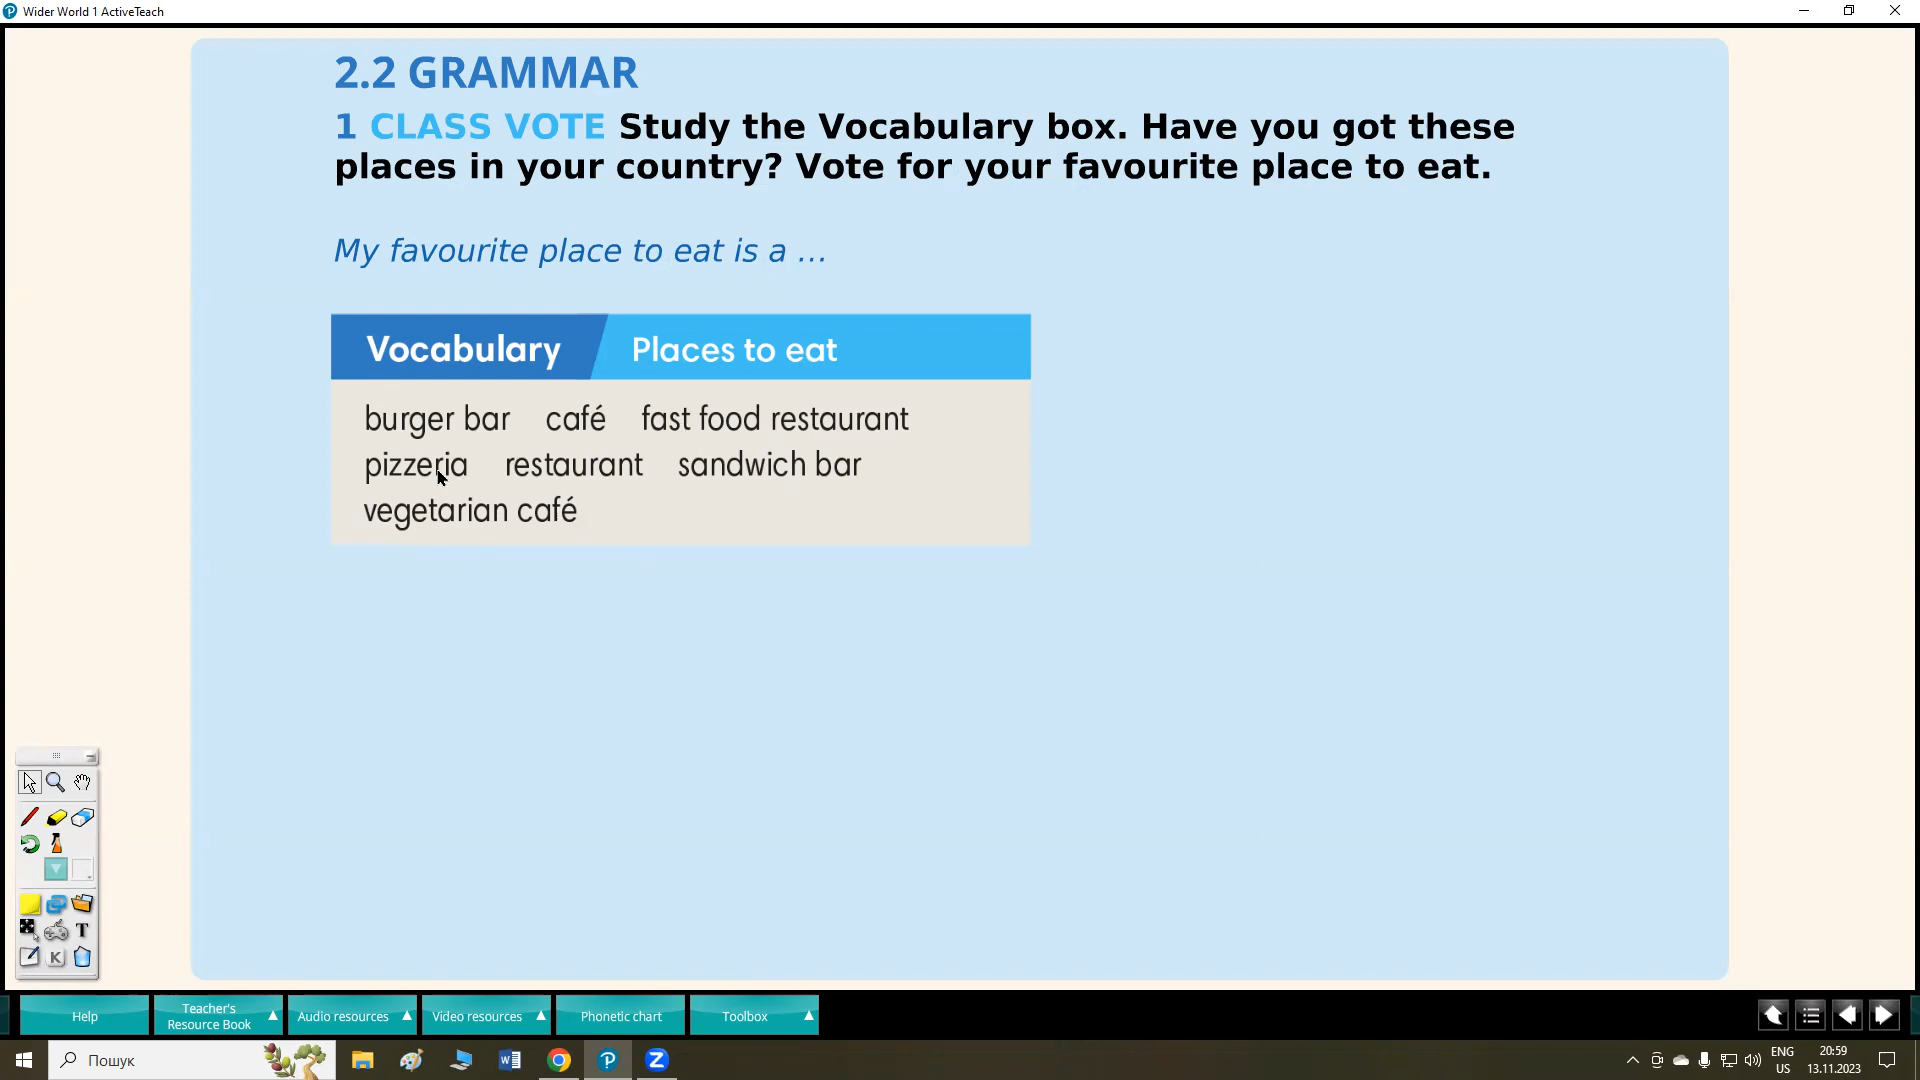 Wider World 1 ActiveTeach
2.2 GRAMMAR
1 CLASS VOTE Study the Vocabulary box. Have you got these
places in your country? Vote for your favourite place to eat.
My favourite place to eat is a ...
Vocabulary Places to eat
burger bar café fast food restaurant
pizzeria restaurant sandwich bar
vegetarian café
T
K
Help
Teacher's
Resource Book
Audio resources
Video resources
Phonetic chart
Toolbox
Пошук
ENG
US
20:59
13.11.2023